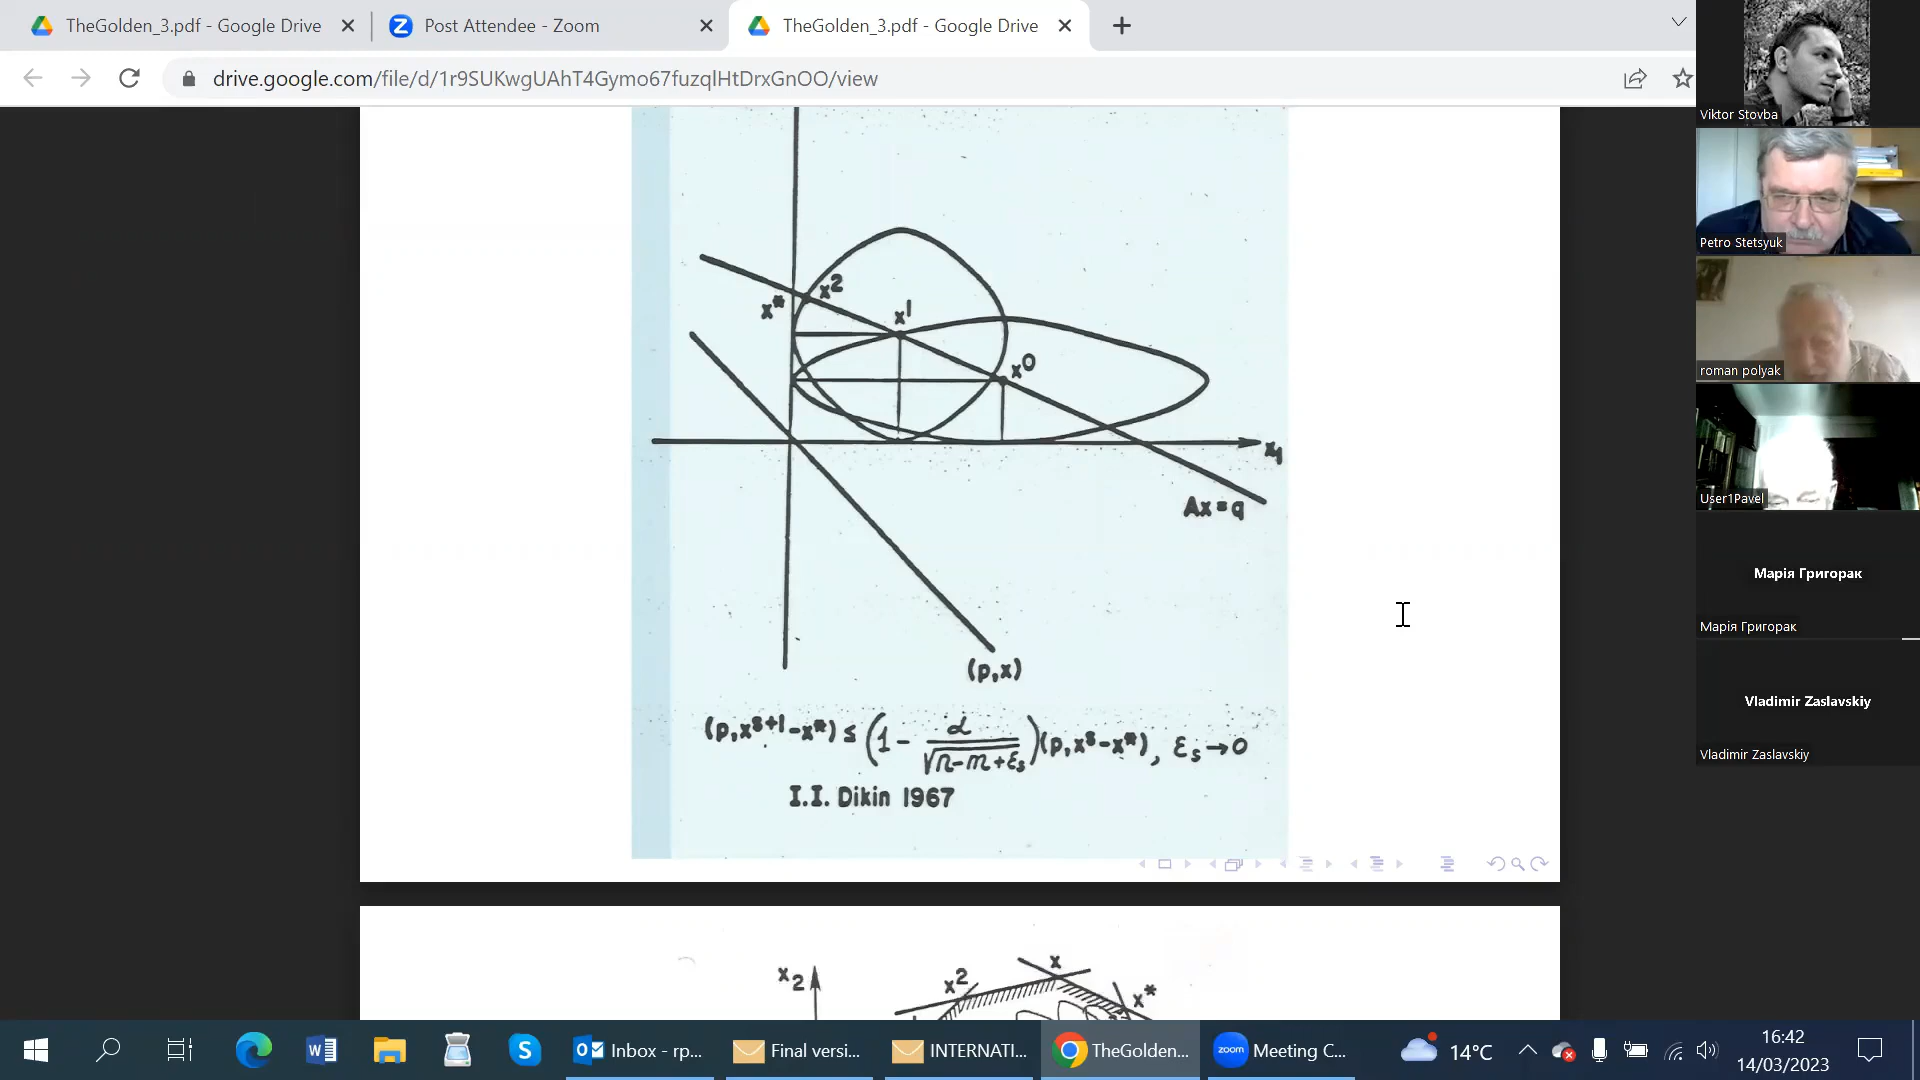 TheGolden_3.pdf - Google Drive
Post Attendee - Zoom
TheGolden_3.pdf - Google Drive
drive.google.com/file/d/1r9SUKwgUAhT4Gymo67fuzqlHtDrxGnOO/view
x*
x²
x¹
x⁰
x₁
Ax=q
(p,x)
(p,xˢ⁺¹-x*) ≤ (1 - α/√n-m+εₛ)(p,xˢ-x*), εₛ→0
I.I. Dikin 1967
x₂
x²
x
x*
Viktor Stovba
Petro Stetsyuk
roman polyak
User1Pavel
Марія Григорак
Марія Григорак
Vladimir Zaslavskiy
Vladimir Zaslavskiy
Inbox - rp...
Final versi...
INTERNATI...
TheGolden...
zoom
Meeting C...
14°C
16:42
14/03/2023